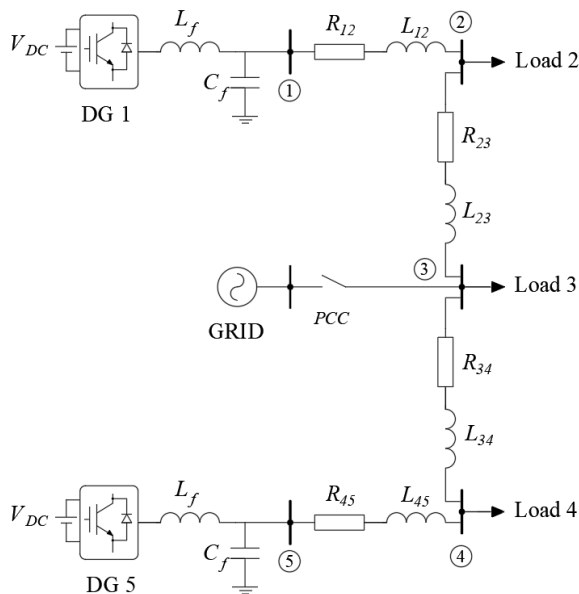 V_DC
L_f
C_f
DG 1
①
R_12
L_12
②
Load 2
R_23
L_23
③
Load 3
GRID
PCC
R_34
L_34
V_DC
L_f
C_f
DG 5
⑤
R_45
L_45
④
Load 4